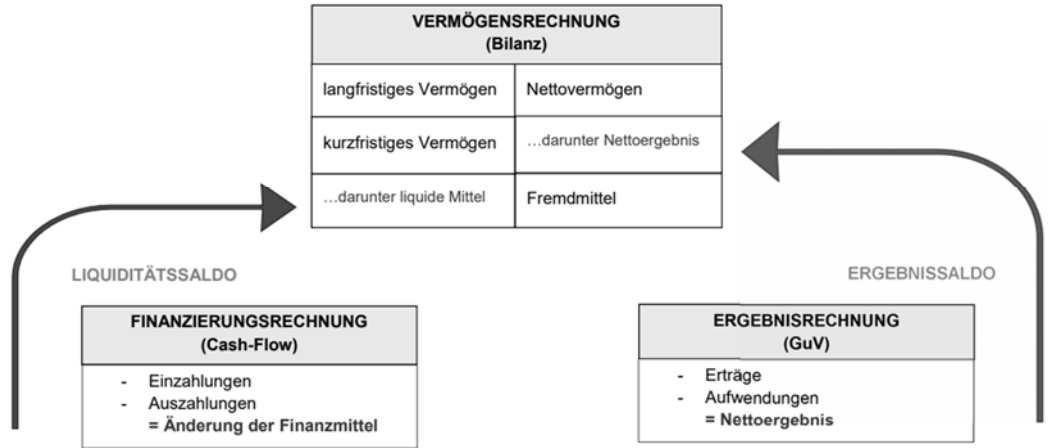 VERMÖGENSRECHNUNG
(Bilanz)
langfristiges Vermögen
Nettovermögen
kurzfristiges Vermögen
...darunter Nettoergebnis
...darunter liquide Mittel
Fremdmittel
LIQUIDITÄTSSALDO
ERGEBNISSALDO
FINANZIERUNGSRECHNUNG
(Cash-Flow)
- Einzahlungen
- Auszahlungen
= Änderung der Finanzmittel
ERGEBNISRECHNUNG
(GuV)
- Erträge
- Aufwendungen
= Nettoergebnis